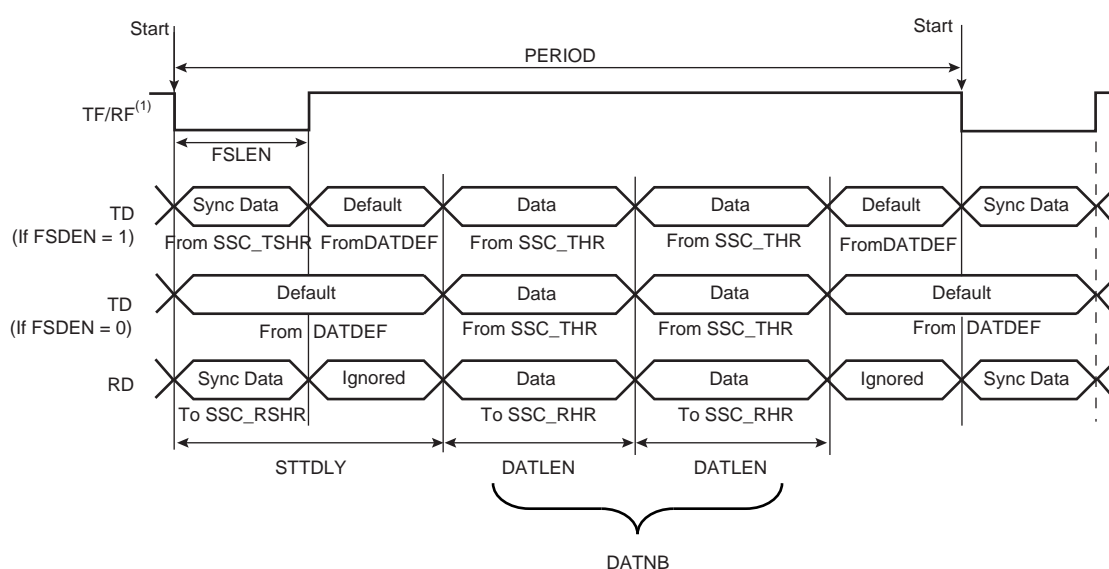 Start
Start
PERIOD
TF/RF(1)
FSLEN
TD
(If FSDEN = 1)
Sync Data
Default
Data
Data
Default
Sync Data
From SSC_TSHR
FromDATDEF
From SSC_THR
From SSC_THR
FromDATDEF
TD
(If FSDEN = 0)
Default
Data
Data
Default
From DATDEF
From SSC_THR
From SSC_THR
From DATDEF
RD
Sync Data
Ignored
Data
Data
Ignored
Sync Data
To SSC_RSHR
To SSC_RHR
To SSC_RHR
STTDLY
DATLEN
DATLEN
DATNB